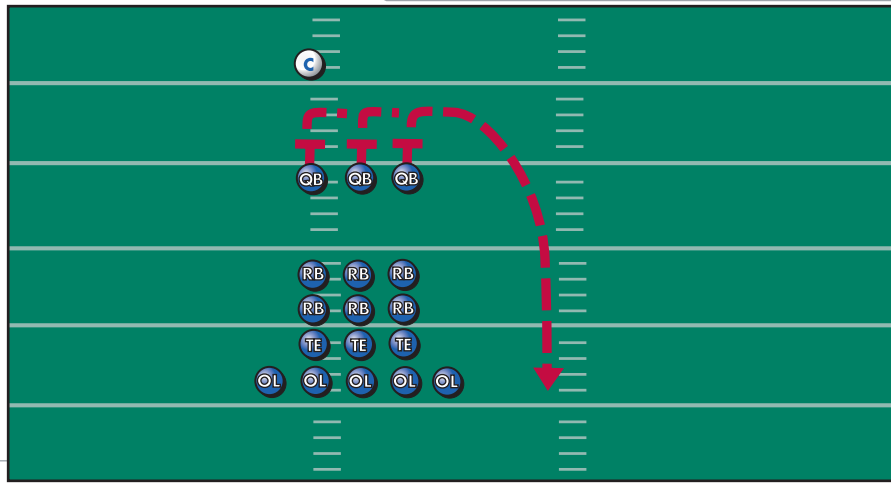 C
QB QB QB
RB RB RB
RB RB RB
TE TE TE
OL OL OL OL OL